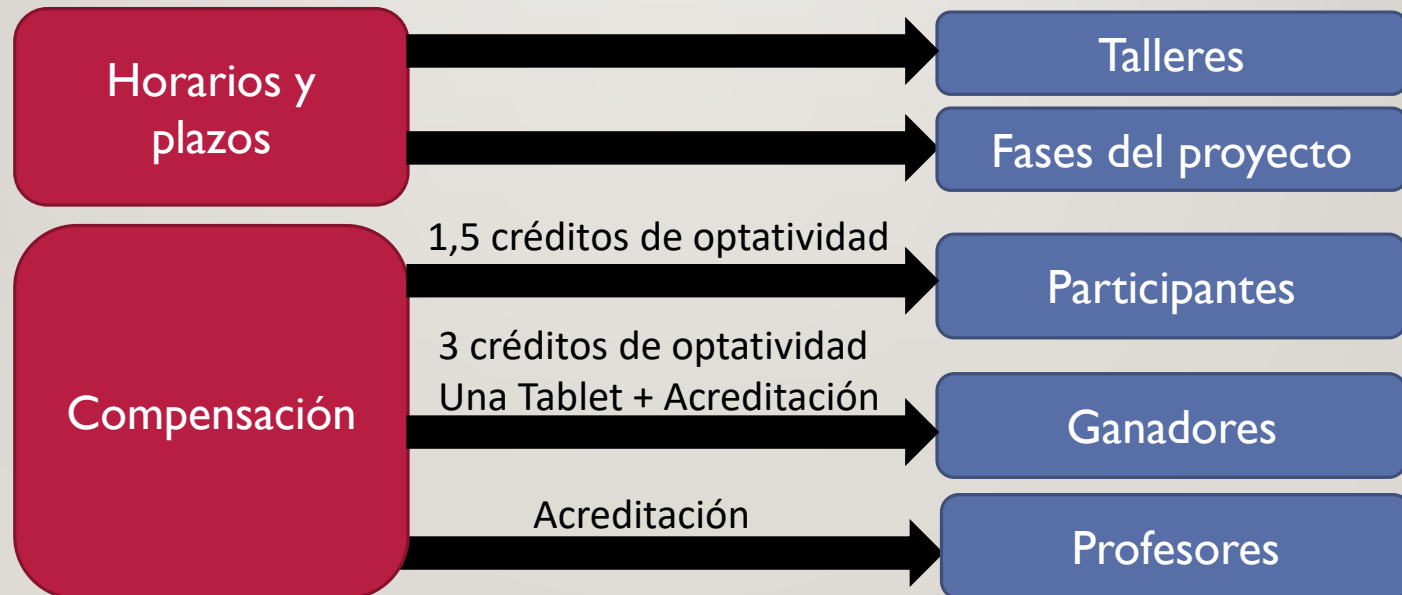 Horarios y
plazos
Talleres
Fases del proyecto
Compensación
1,5 créditos de optatividad
Participantes
3 créditos de optatividad
Una Tablet + Acreditación
Ganadores
Acreditación
Profesores